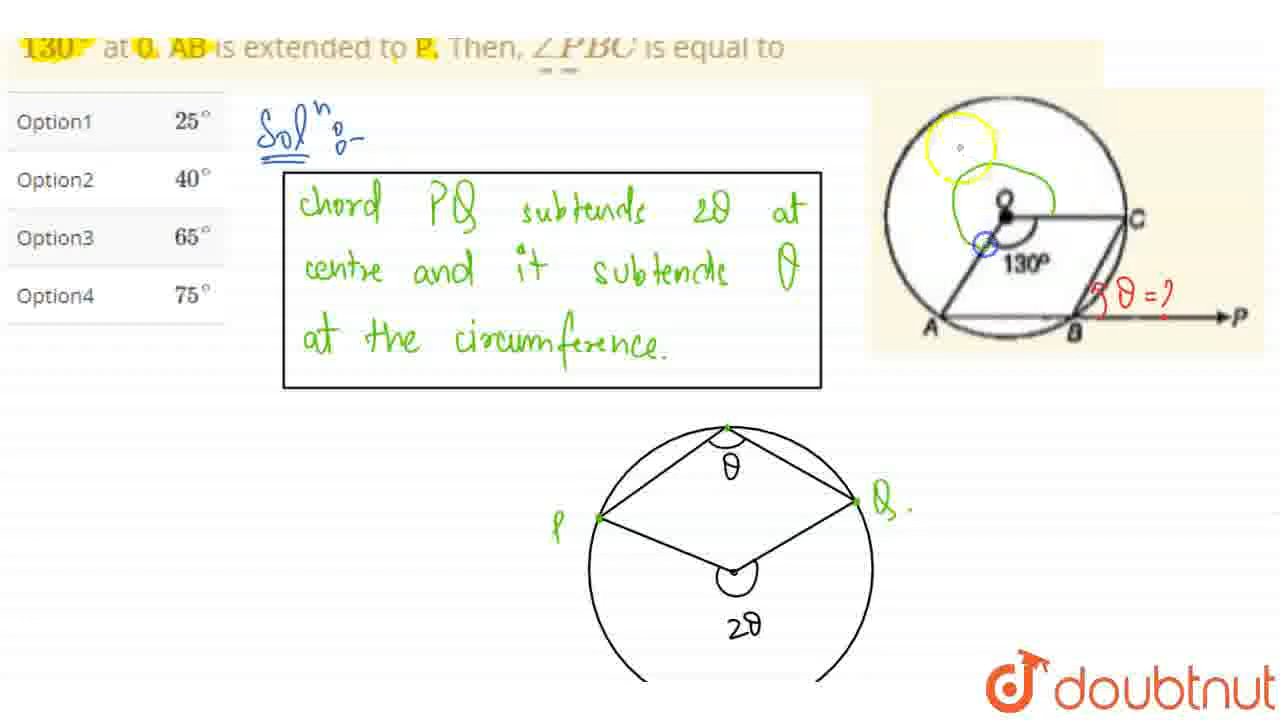 130° at 0. AB is extended to P. Then, ∠PBC is equal to
Option1 25°
Option2 40°
Option3 65°
Option4 75°
Solⁿ :-
chord PQ subtends 2θ at
centre and it subtends θ
at the circumference.
O
C
130°
θ=?
A
B
P
θ
P
Q.
2θ
doubtnut